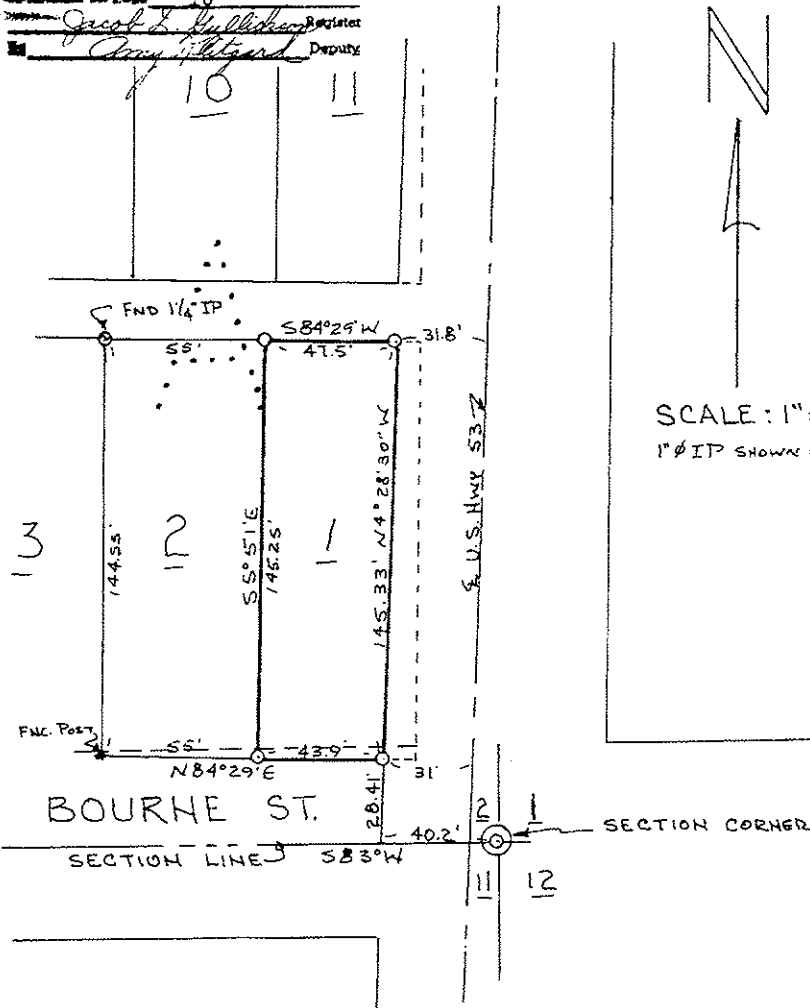 Jacob L. Register
Amy Deputy
10 11
N
FND 1¼" IP
S84°29'W
55' 47.5' 31.8'
SCALE: 1"
1"Ø IP SHOWN
℄ U.S. Hwy 53
3 2 1
144.55'
S5°51'E
145.25'
145.33' N4°28'30"W
FNC. POST
55' 43.9' 31'
N84°29'E
BOURNE ST.
28.41'
40.2'
2 1
SECTION CORNER
SECTION LINE
S83°W
11 12